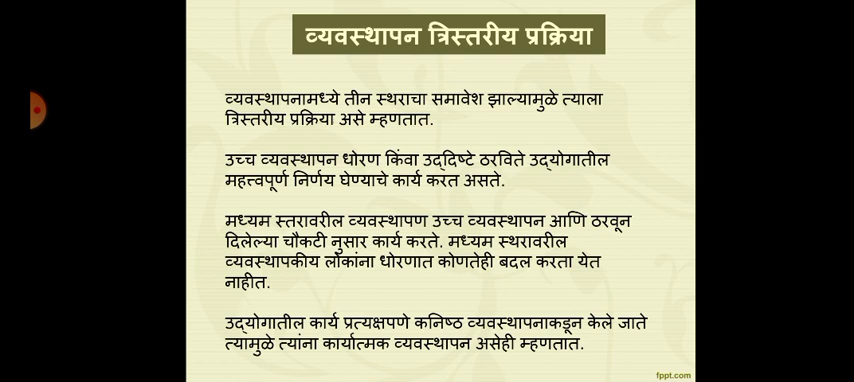 व्यवस्थापन त्रिस्तरीय प्रक्रिया
व्यवस्थापनामध्ये तीन स्थराचा समावेश झाल्यामुळे त्याला
त्रिस्तरीय प्रक्रिया असे म्हणतात.
उच्च व्यवस्थापन धोरण किंवा उद्दिष्टे ठरविते उद्योगातील
महत्त्वपूर्ण निर्णय घेण्याचे कार्य करत असते.
मध्यम स्तरावरील व्यवस्थापण उच्च व्यवस्थापन आणि ठरवून
दिलेल्या चौकटी नुसार कार्य करते. मध्यम स्थरावरील
व्यवस्थापकीय लोकांना धोरणात कोणतेही बदल करता येत
नाहीत.
उद्योगातील कार्य प्रत्यक्षपणे कनिष्ठ व्यवस्थापनाकडून केले जाते
त्यामुळे त्यांना कार्यात्मक व्यवस्थापन असेही म्हणतात.
fppt.com